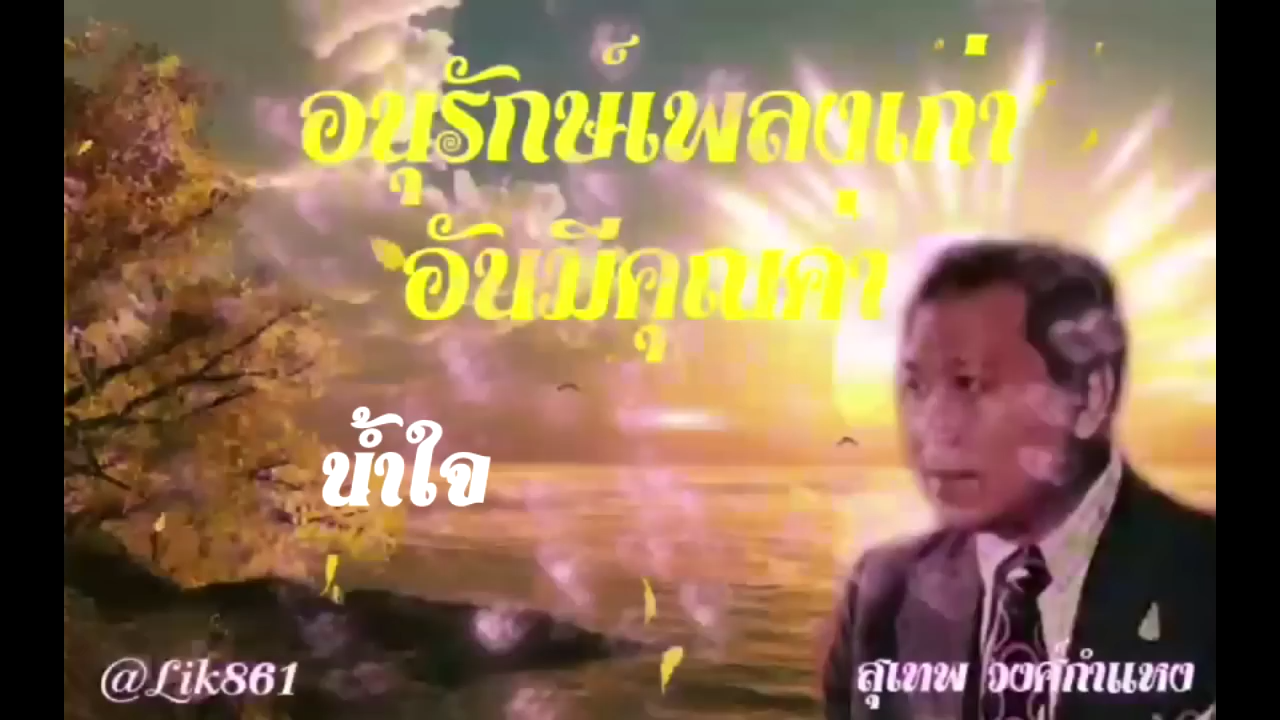 อนุรักษ์เพลงเก่า
อันมีคุณค่า
น้ำใจ
@Lik861
สุเทพ วงศ์กำแหง